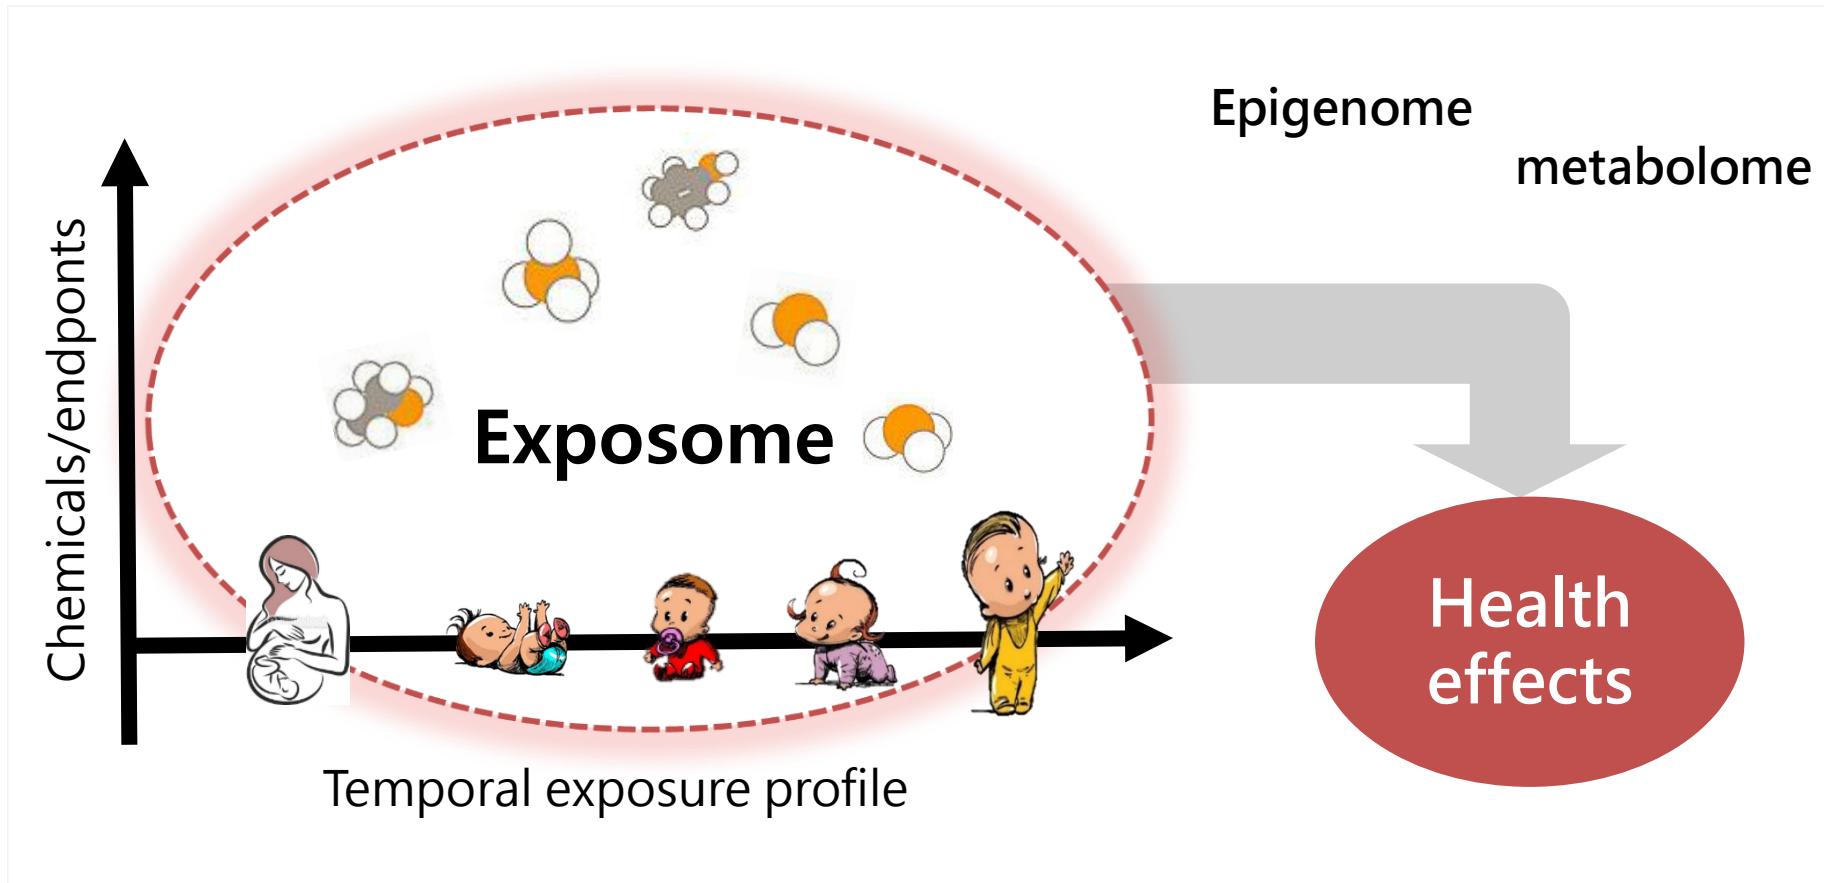 Epigenome
metabolome
Chemicals/endponts
Exposome
Health
effects
Temporal exposure profile